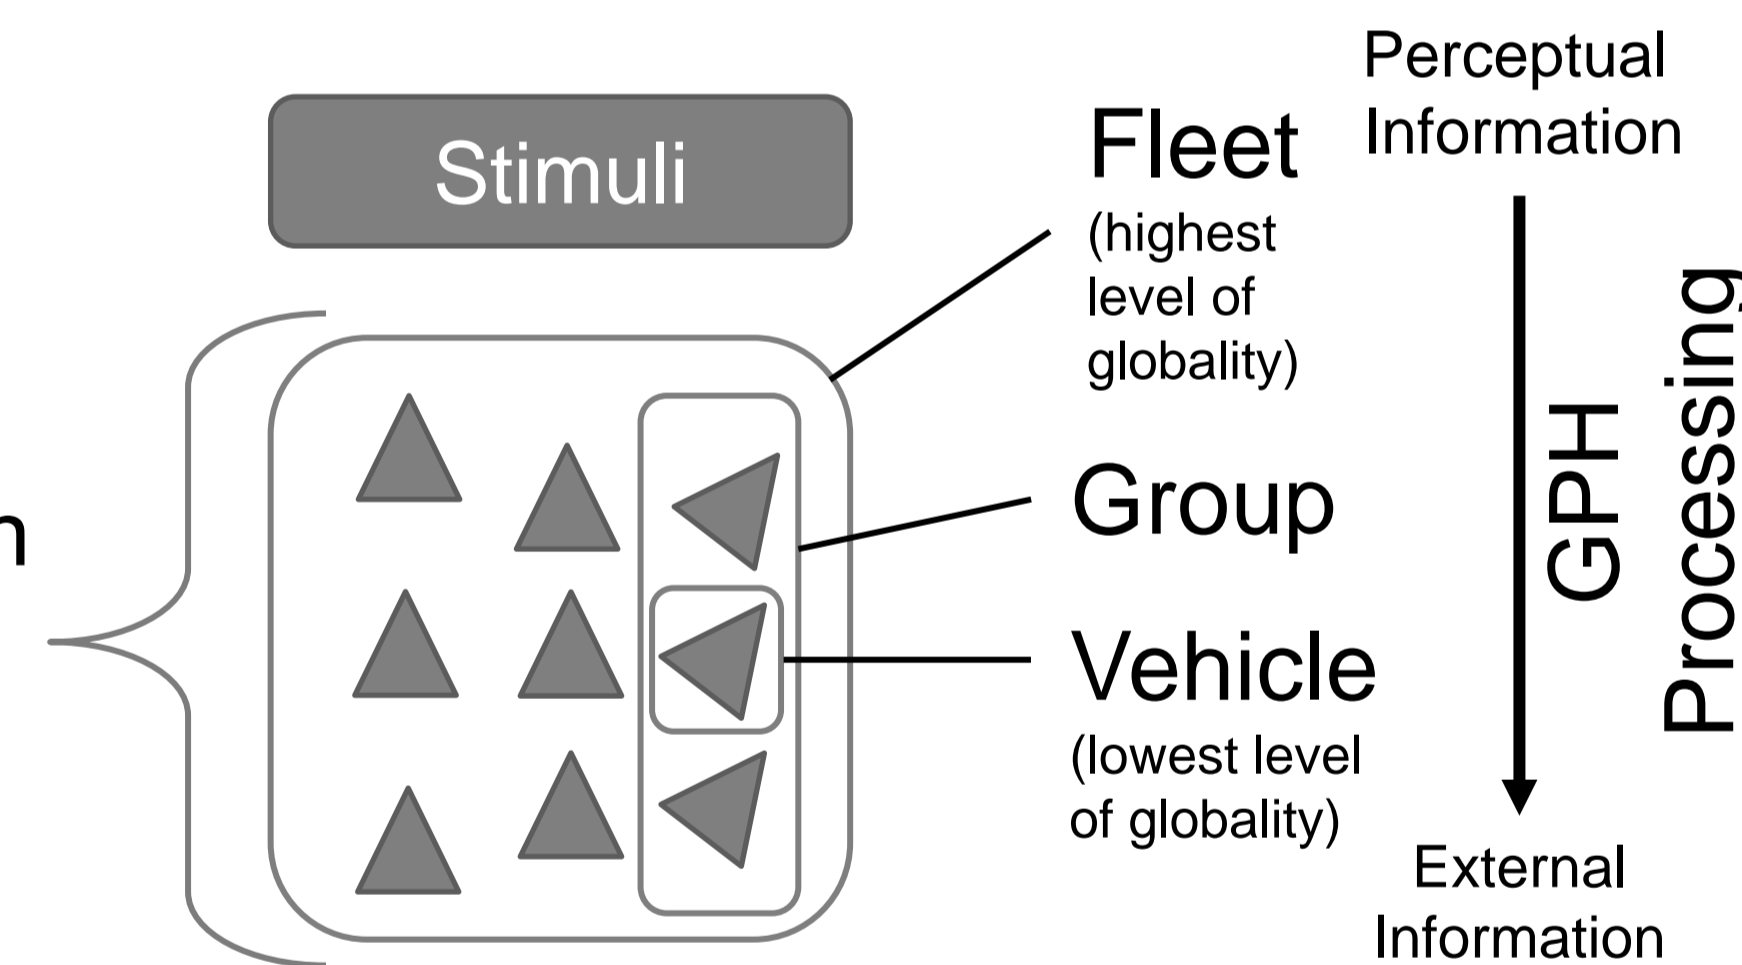 Stimuli
Fleet
(highest
level of
globality)
Group
Vehicle
(lowest level
of globality)
Perceptual
Information
GPH
Processing
External
Information
n